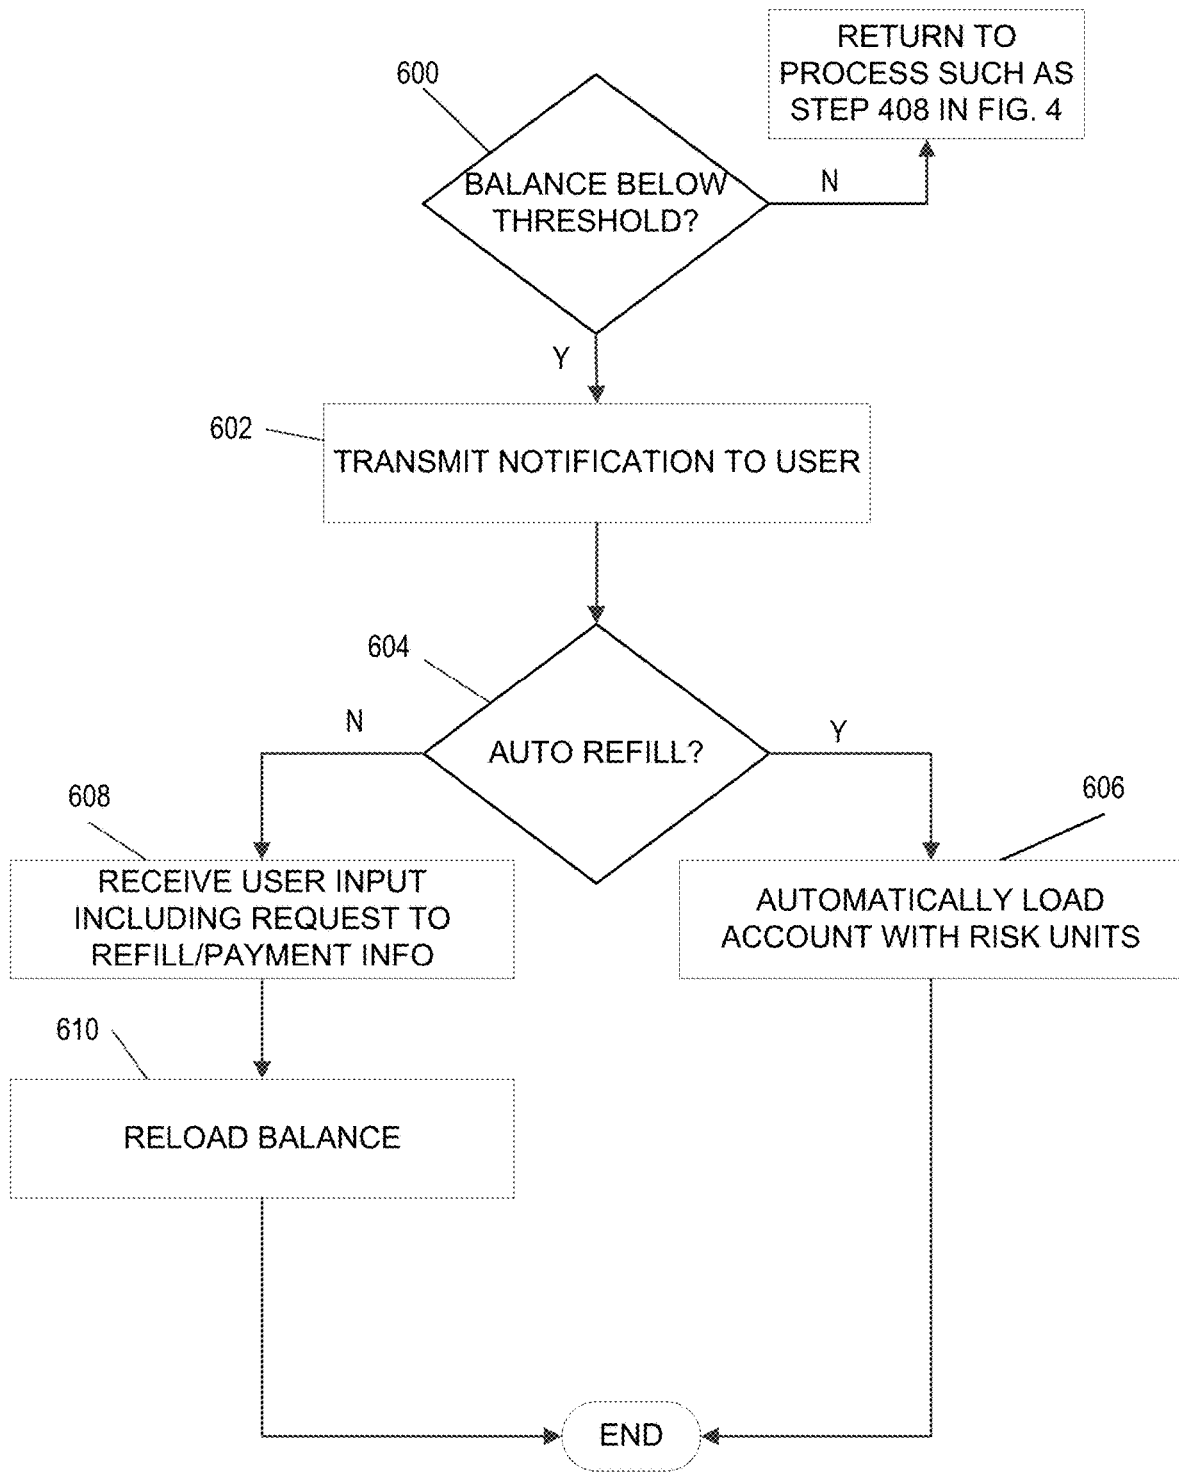 RETURN TO
PROCESS SUCH AS
STEP 408 IN FIG. 4
600
BALANCE BELOW
THRESHOLD?
N
Y
602
TRANSMIT NOTIFICATION TO USER
604
AUTO REFILL?
N
Y
608
RECEIVE USER INPUT
INCLUDING REQUEST TO
REFILL/PAYMENT INFO
606
AUTOMATICALLY LOAD
ACCOUNT WITH RISK UNITS
610
RELOAD BALANCE
END